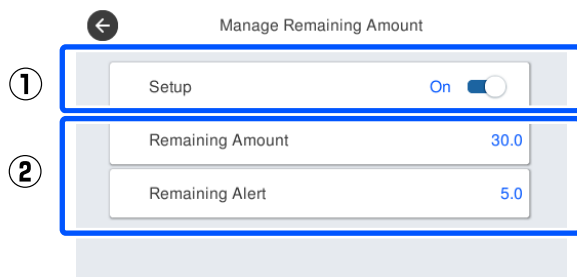 Manage Remaining Amount
① Setup On
② Remaining Amount 30.0
Remaining Alert 5.0